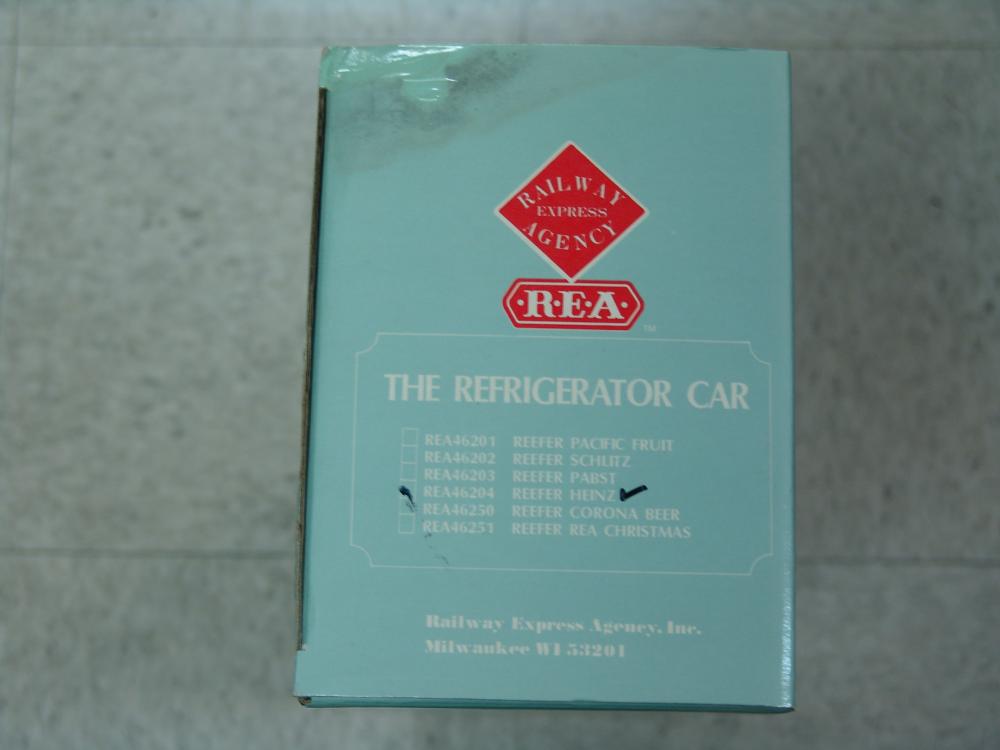 RAILWAY
EXPRESS
AGENCY
·R·E·A·
TM
THE REFRIGERATOR CAR
REA46201 REEFER PACIFIC FRUIT
REA46202 REEFER SCHLITZ
REA46203 REEFER PABST
REA46204 REEFER HEINZ ✓
REA46250 REEFER CORONA BEER
REA46251 REEFER REA CHRISTMAS
Railway Express Agency, Inc.
Milwaukee WI 53201